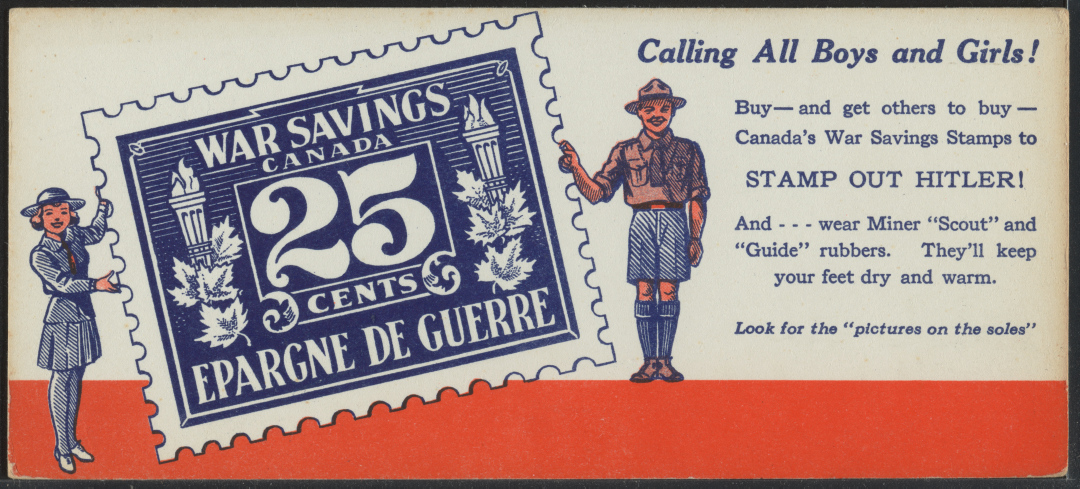 WAR SAVINGS
CANADA
25
CENTS
EPARGNE DE GUERRE
Calling All Boys and Girls!
Buy—and get others to buy—
Canada's War Savings Stamps to
STAMP OUT HITLER!
And - - - wear Miner "Scout" and
"Guide" rubbers. They'll keep
your feet dry and warm.
Look for the "pictures on the soles"